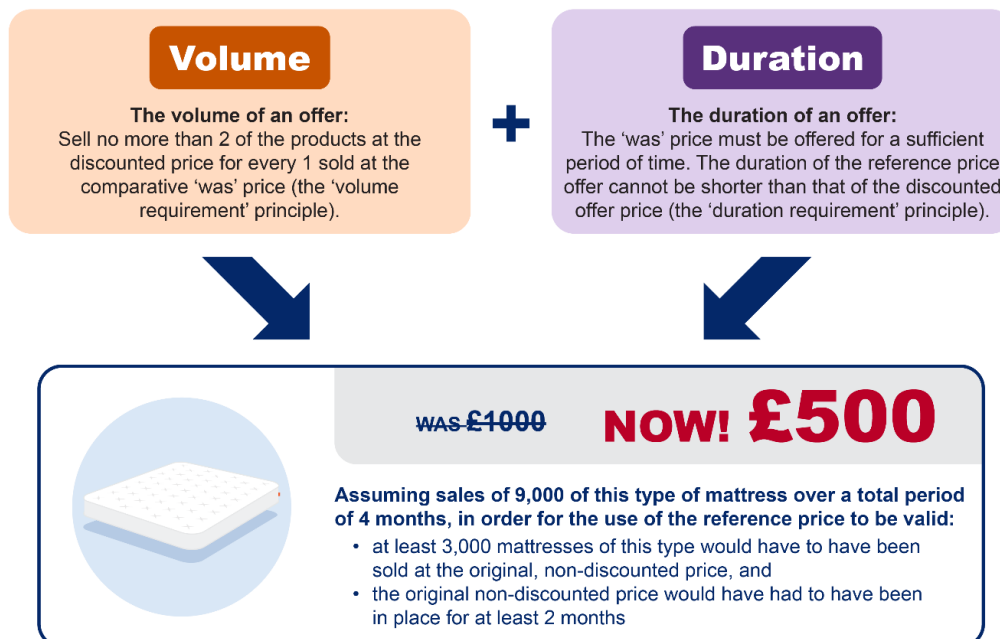 Volume
The volume of an offer:
Sell no more than 2 of the products at the
discounted price for every 1 sold at the
comparative ‘was’ price (the ‘volume
requirement’ principle).
+
Duration
The duration of an offer:
The ‘was’ price must be offered for a sufficient
period of time. The duration of the reference price
offer cannot be shorter than that of the discounted
offer price (the ‘duration requirement’ principle).
WAS £1000
NOW! £500
Assuming sales of 9,000 of this type of mattress over a total period
of 4 months, in order for the use of the reference price to be valid:
• at least 3,000 mattresses of this type would have to have been
sold at the original, non-discounted price, and
• the original non-discounted price would have had to have been
in place for at least 2 months